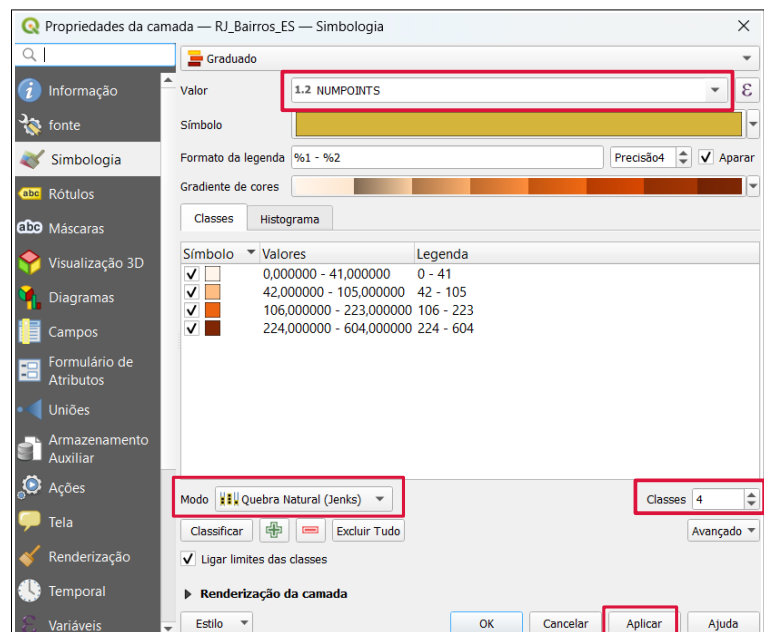 Propriedades da camada — RJ_Bairros_ES — Simbologia
Graduado
Informação
fonte
Simbologia
abc Rótulos
abc Máscaras
Visualização 3D
Diagramas
Campos
Formulário de
Atributos
Uniões
Armazenamento
Auxiliar
Ações
Tela
Renderização
Temporal
Variáveis
Valor 1.2 NUMPOINTS ε
Símbolo
Formato da legenda %1 - %2 Precisão4 Aparar
Gradiente de cores
Classes Histograma
Símbolo Valores Legenda
0,000000 - 41,000000 0 - 41
42,000000 - 105,000000 42 - 105
106,000000 - 223,000000 106 - 223
224,000000 - 604,000000 224 - 604
Modo Quebra Natural (Jenks) Classes 4
Classificar Excluir Tudo Avançado
Ligar limites das classes
Renderização da camada
Estilo OK Cancelar Aplicar Ajuda